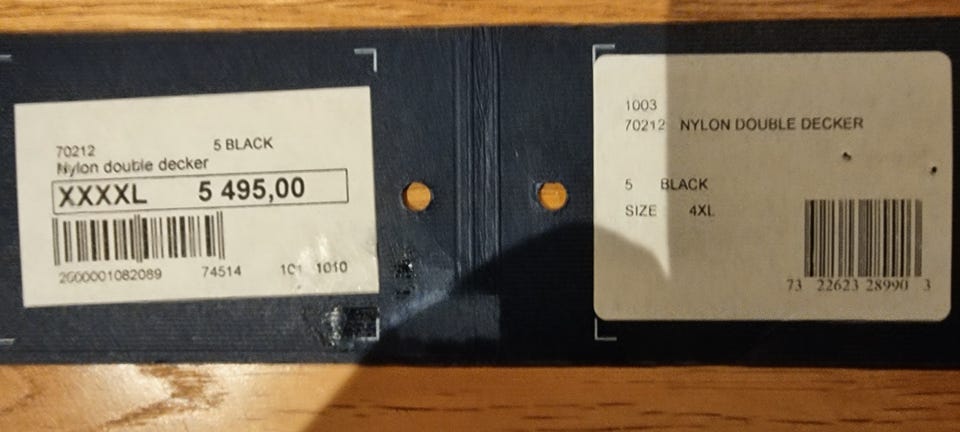 70212 5 BLACK
Nylon double decker
XXXXL 5 495,00
2000001082089 74514 101 1010
1003
70212 NYLON DOUBLE DECKER
5 BLACK
SIZE 4XL
73 22623 28990 3